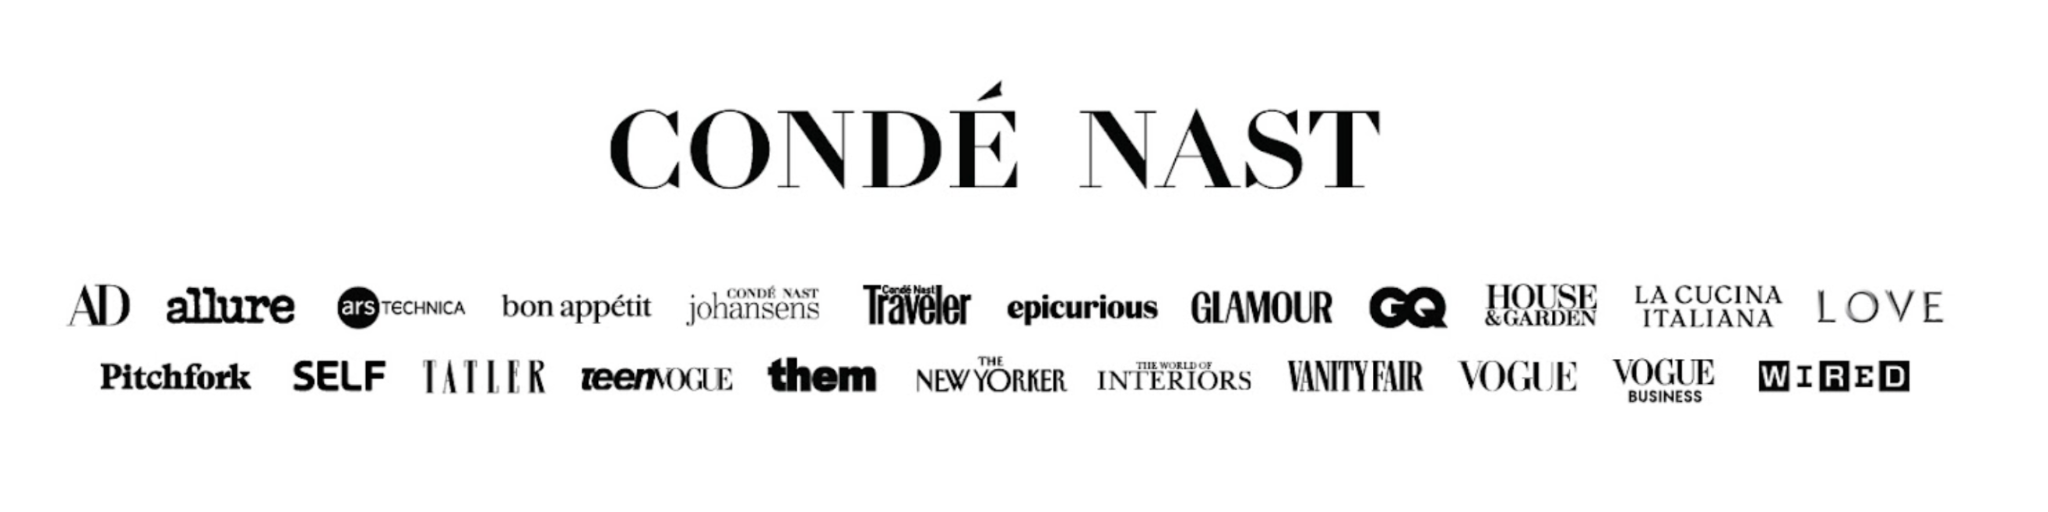 CONDÉ NAST
AD allure ars TECHNICA bon appétit CONDÉ NAST johansens Condé Nast Traveler epicurious GLAMOUR GQ HOUSE & GARDEN LA CUCINA ITALIANA LOVE
Pitchfork SELF TATLER teenVOGUE them THE NEW YORKER THE WORLD OF INTERIORS VANITY FAIR VOGUE VOGUE BUSINESS WIRED